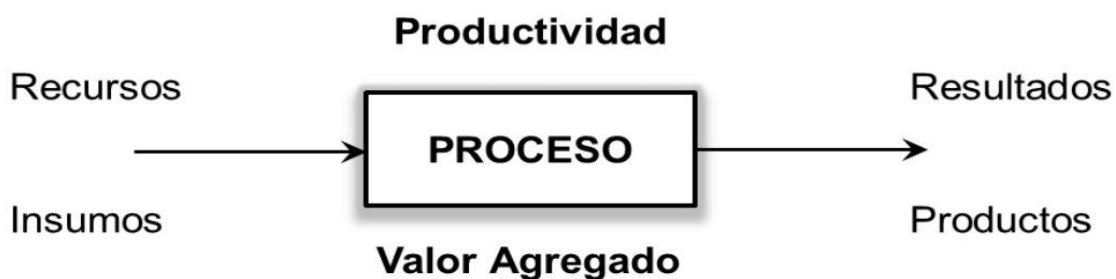 Productividad
Recursos
Resultados
PROCESO
Insumos
Productos
Valor Agregado